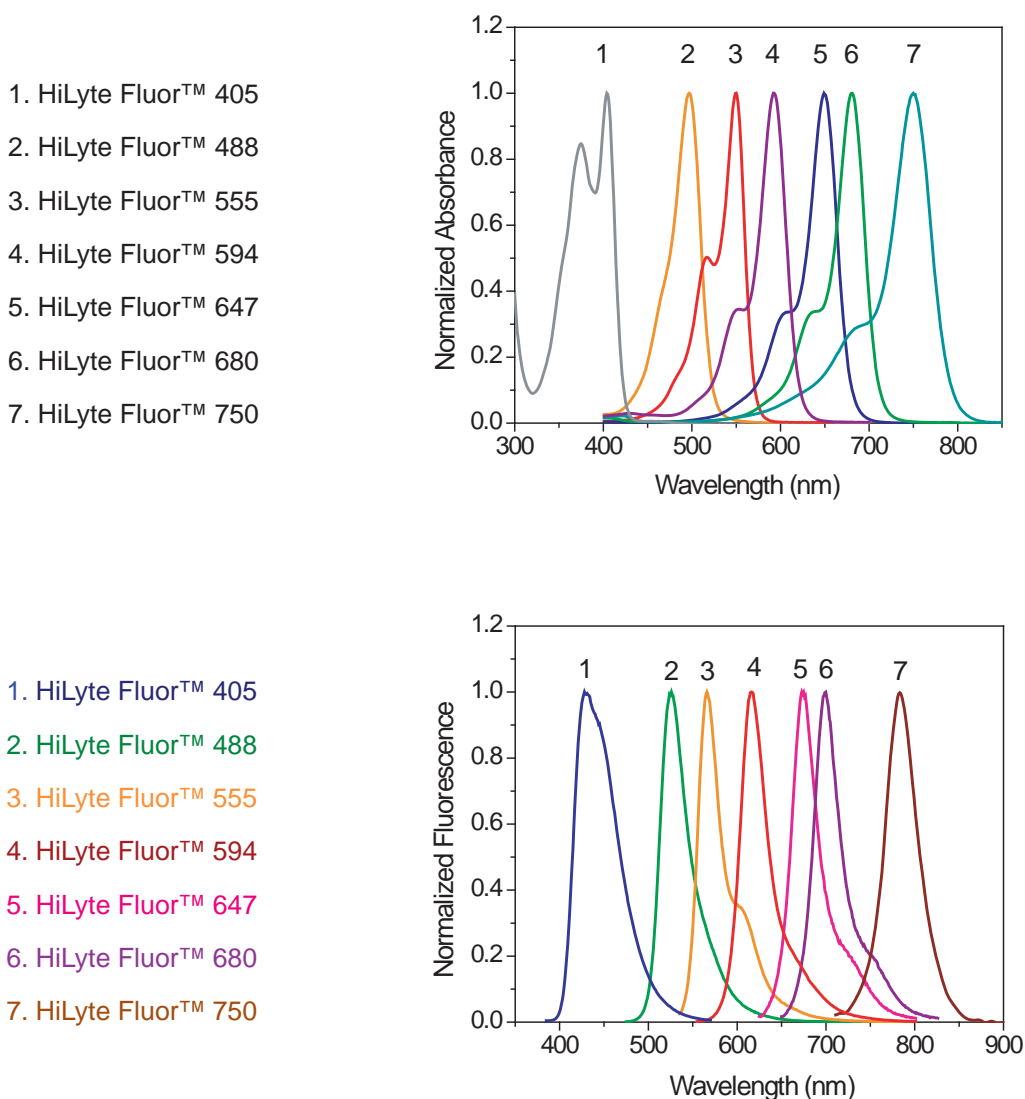 1. HiLyte Fluor™ 405
2. HiLyte Fluor™ 488
3. HiLyte Fluor™ 555
4. HiLyte Fluor™ 594
5. HiLyte Fluor™ 647
6. HiLyte Fluor™ 680
7. HiLyte Fluor™ 750
1.2
1 2 3 4 5 6 7
1.0
0.8
0.6
0.4
0.2
0.0
Normalized Absorbance
300 400 500 600 700 800
Wavelength (nm)
1. HiLyte Fluor™ 405
2. HiLyte Fluor™ 488
3. HiLyte Fluor™ 555
4. HiLyte Fluor™ 594
5. HiLyte Fluor™ 647
6. HiLyte Fluor™ 680
7. HiLyte Fluor™ 750
1.2
1 2 3 4 5 6 7
1.0
0.8
0.6
0.4
0.2
0.0
Normalized Fluorescence
400 500 600 700 800 900
Wavelength (nm)